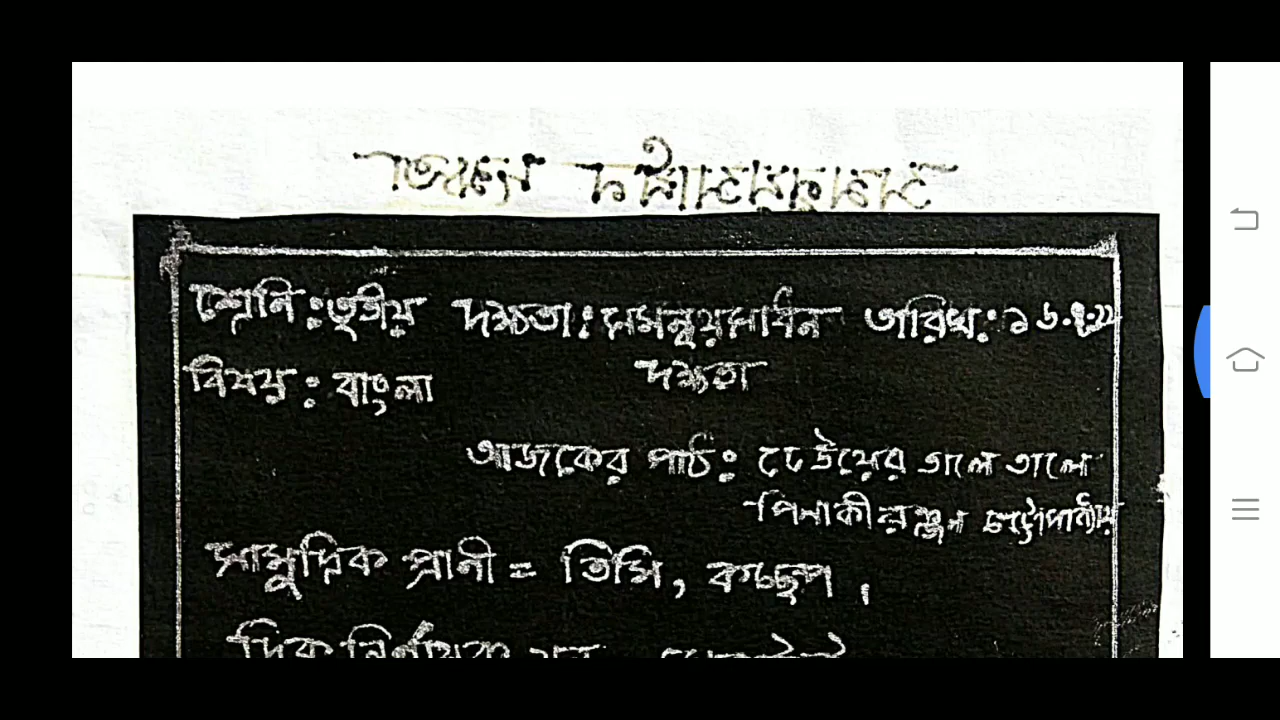 শ্রেনি: তৃতীয় দক্ষতা: সমন্বয়সাধন তারিখ:
বিষয়: বাংলা দক্ষতা
আজকের পাঠ: ঢেউয়ের তালে তালে
পিনাকীরঞ্জন চট্টোপাধ্যায়
সামুদ্রিক প্রানী = তিমি, কচ্ছপ,